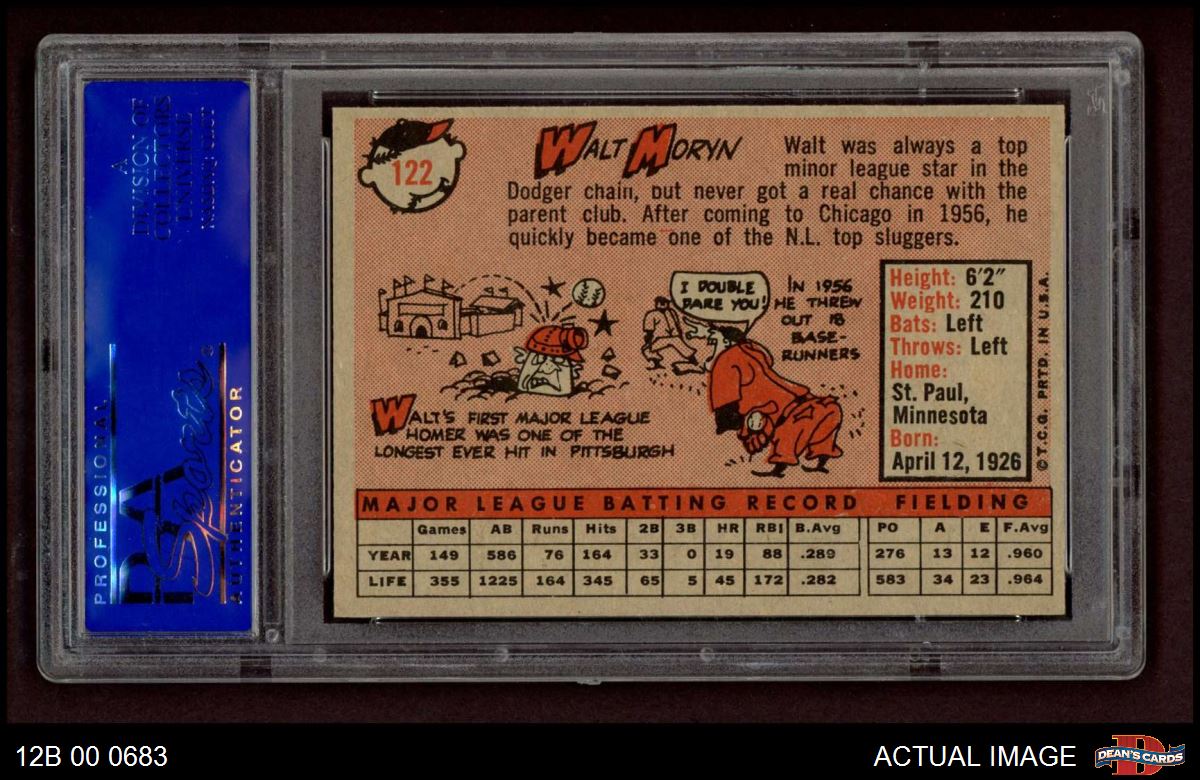 A
DIVISION OF
COLLECTORS
UNIVERSE
PROFESSIONAL
PSA
Sports
AUTHENTICATOR
122
WALT MORYN
Walt was always a top
minor league star in the
Dodger chain, but never got a real chance with the
parent club. After coming to Chicago in 1956, he
quickly became one of the N.L. top sluggers.
WALT'S FIRST MAJOR LEAGUE
HOMER WAS ONE OF THE
LONGEST EVER HIT IN PITTSBURGH
I DOUBLE
DARE YOU!
IN 1956
HE THREW
OUT 18
BASE-
RUNNERS
Height: 6'2"
Weight: 210
Bats: Left
Throws: Left
Home:
St. Paul,
Minnesota
Born:
April 12, 1926
© T.C.G. PRTD. IN U.S.A.
MAJOR LEAGUE BATTING RECORD FIELDING
Games AB Runs Hits 2B 3B HR RBI B.Avg PO A E F.Avg
YEAR 149 586 76 164 33 0 19 88 .289 276 13 12 .960
LIFE 355 1225 164 345 65 5 45 172 .282 583 34 23 .964
12B 00 0683
ACTUAL IMAGE
DEAN'S CARDS